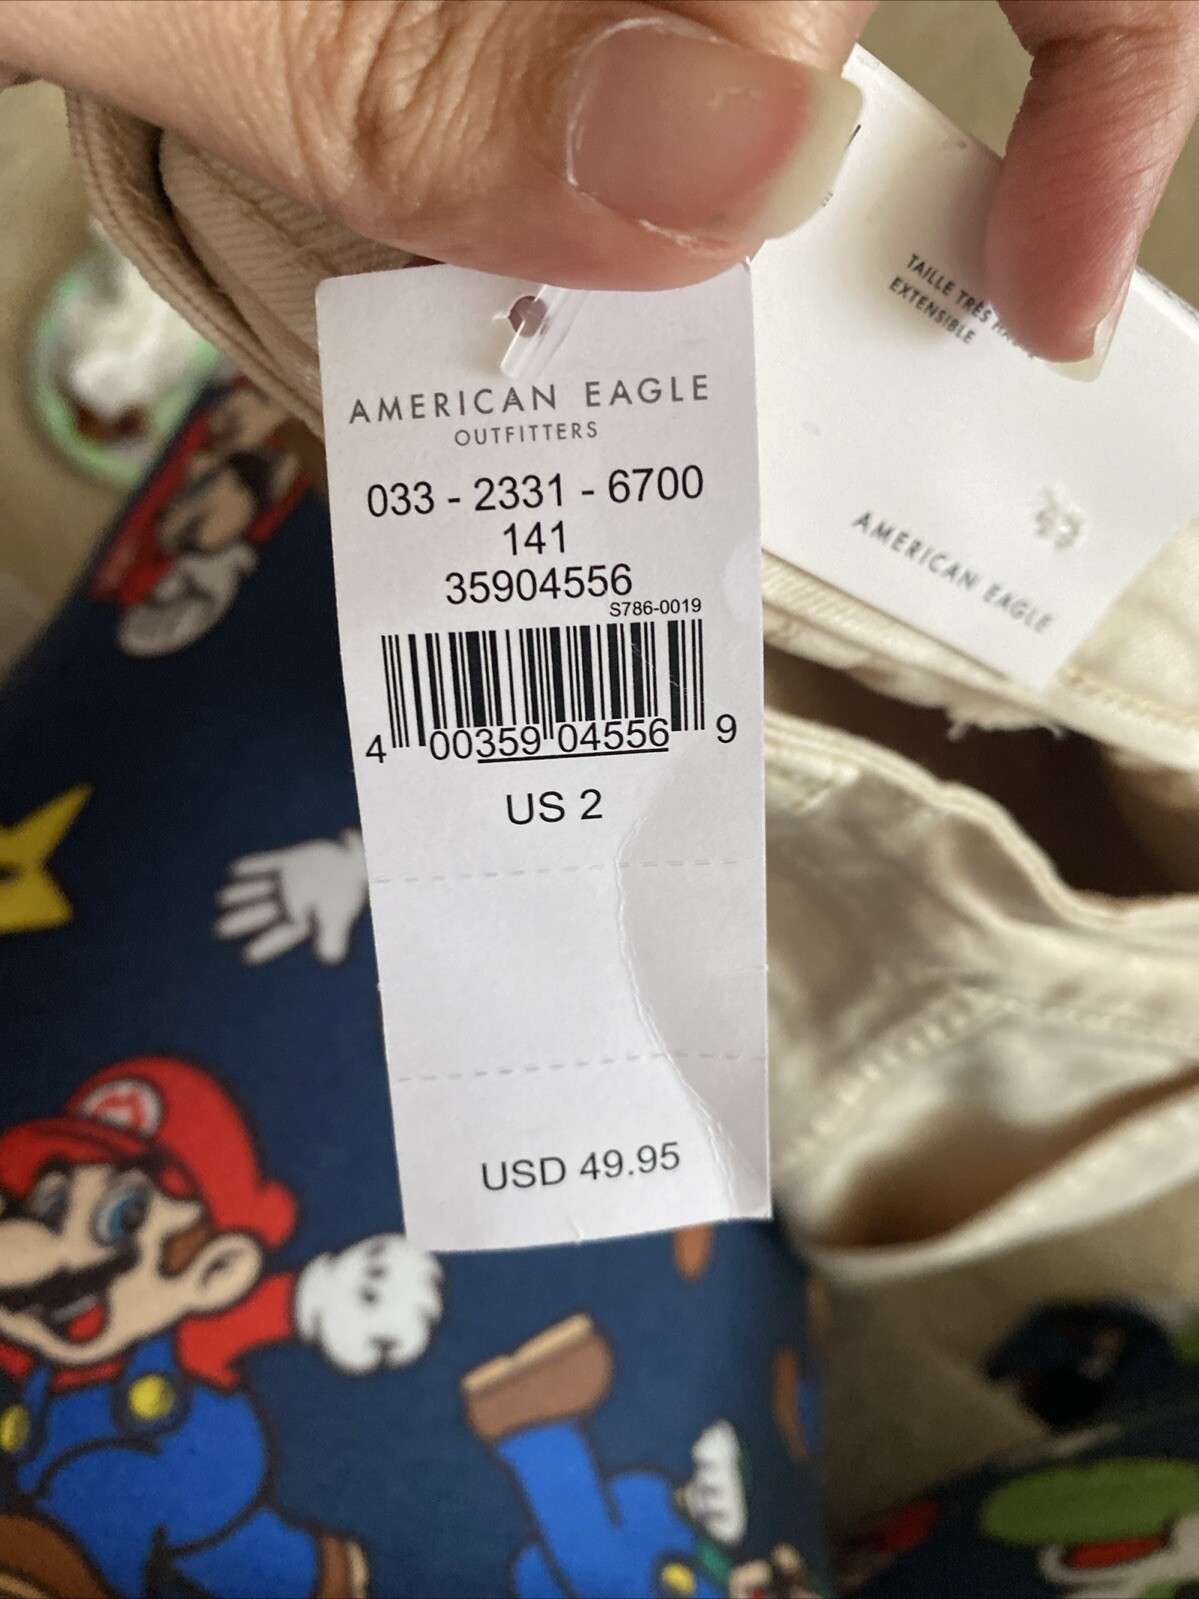 AMERICAN EAGLE
OUTFITTERS
033 - 2331 - 6700
141
35904556
S786-0019
4 00359 04556 9
US 2
USD 49.95
TAILLE TRÈS
EXTENSIBLE
AMERICAN EAGLE
M